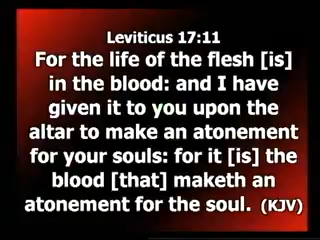 Leviticus 17:11
For the life of the flesh [is]
in the blood: and I have
given it to you upon the
altar to make an atonement
for your souls: for it [is] the
blood [that] maketh an
atonement for the soul. (KJV)